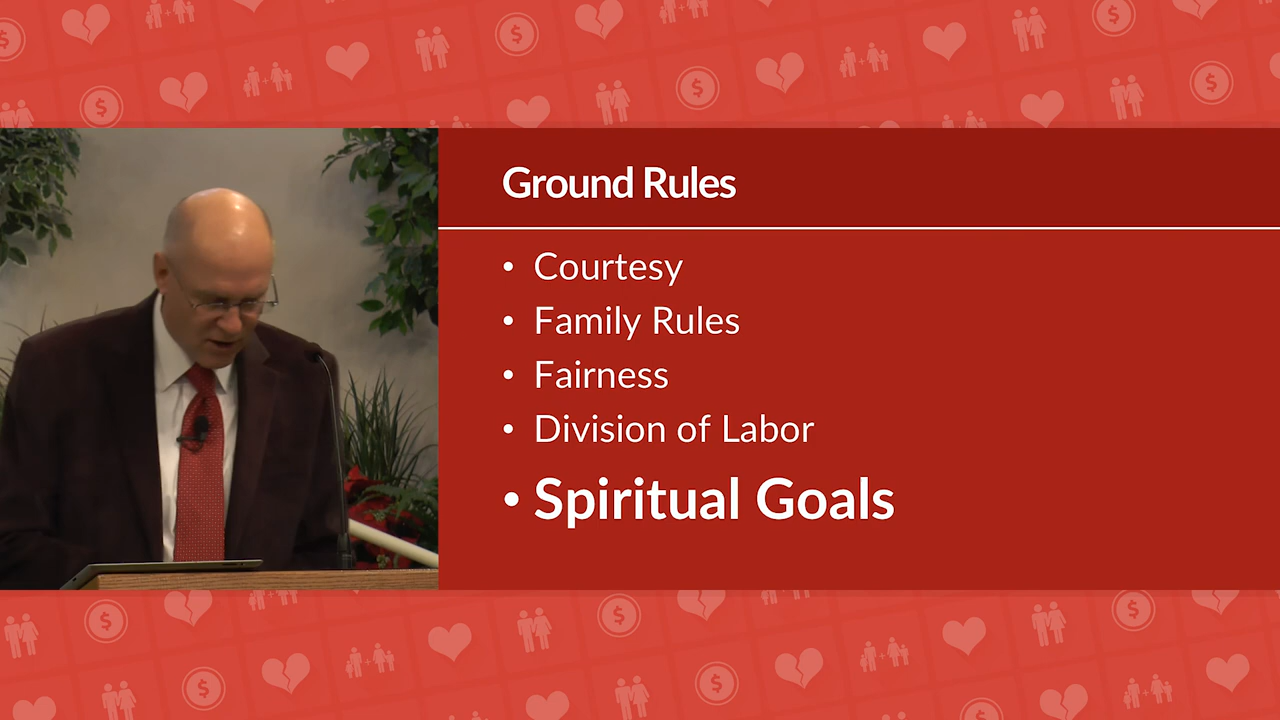 Ground Rules
• Courtesy
• Family Rules
• Fairness
• Division of Labor
• Spiritual Goals